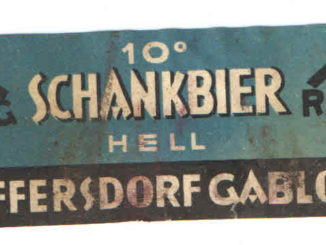 10°
SCHANKBIER
HELL
FFERSDORF GABLO